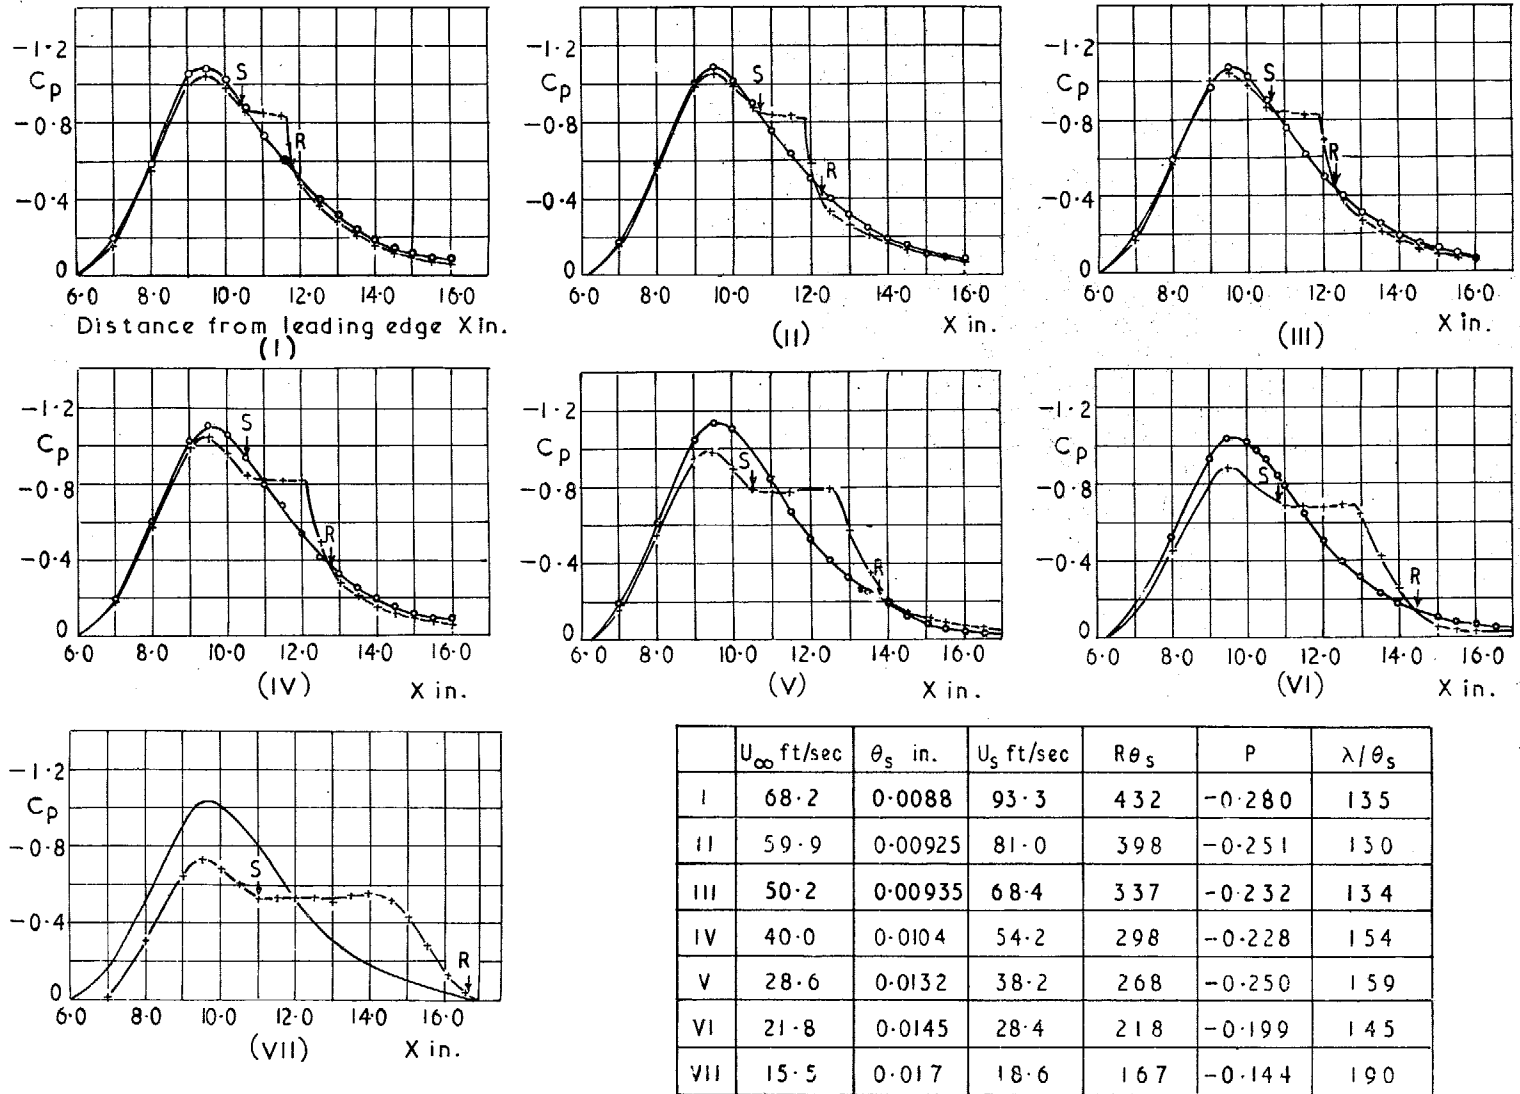 −1·2
Cp
−0·8
−0·4
0
S
R
6·0 8·0 10·0 12·0 14·0 16·0
Distance from leading edge X in.
(I)
−1·2
Cp
−0·8
−0·4
0
S
R
6·0 8·0 10·0 12·0 14·0 16·0
X in.
(II)
−1·2
Cp
−0·8
−0·4
0
S
R
6·0 8·0 10·0 12·0 14·0 16·0
X in.
(III)
−1·2
Cp
−0·8
−0·4
0
S
R
6·0 8·0 10·0 12·0 14·0 16·0
(IV) X in.
−1·2
Cp
−0·8
−0·4
0
S
R
6·0 8·0 10·0 12·0 14·0 16·0
(V) X in.
−1·2
Cp
−0·8
−0·4
0
S
R
6·0 8·0 10·0 12·0 14·0 16·0
(VI) X in.
−1·2
Cp
−0·8
−0·4
0
S
R
6·0 8·0 10·0 12·0 14·0 16·0
(VII) X in.
U∞ ft/sec θs in. Us ft/sec Rθs P λ/θs
I 68·2 0·0088 93·3 432 −0·280 135
II 59·9 0·00925 81·0 398 −0·251 130
III 50·2 0·00935 68·4 337 −0·232 134
IV 40·0 0·0104 54·2 298 −0·228 154
V 28·6 0·0132 38·2 268 −0·250 159
VI 21·8 0·0145 28·4 218 −0·199 145
VII 15·5 0·017 18·6 167 −0·144 190